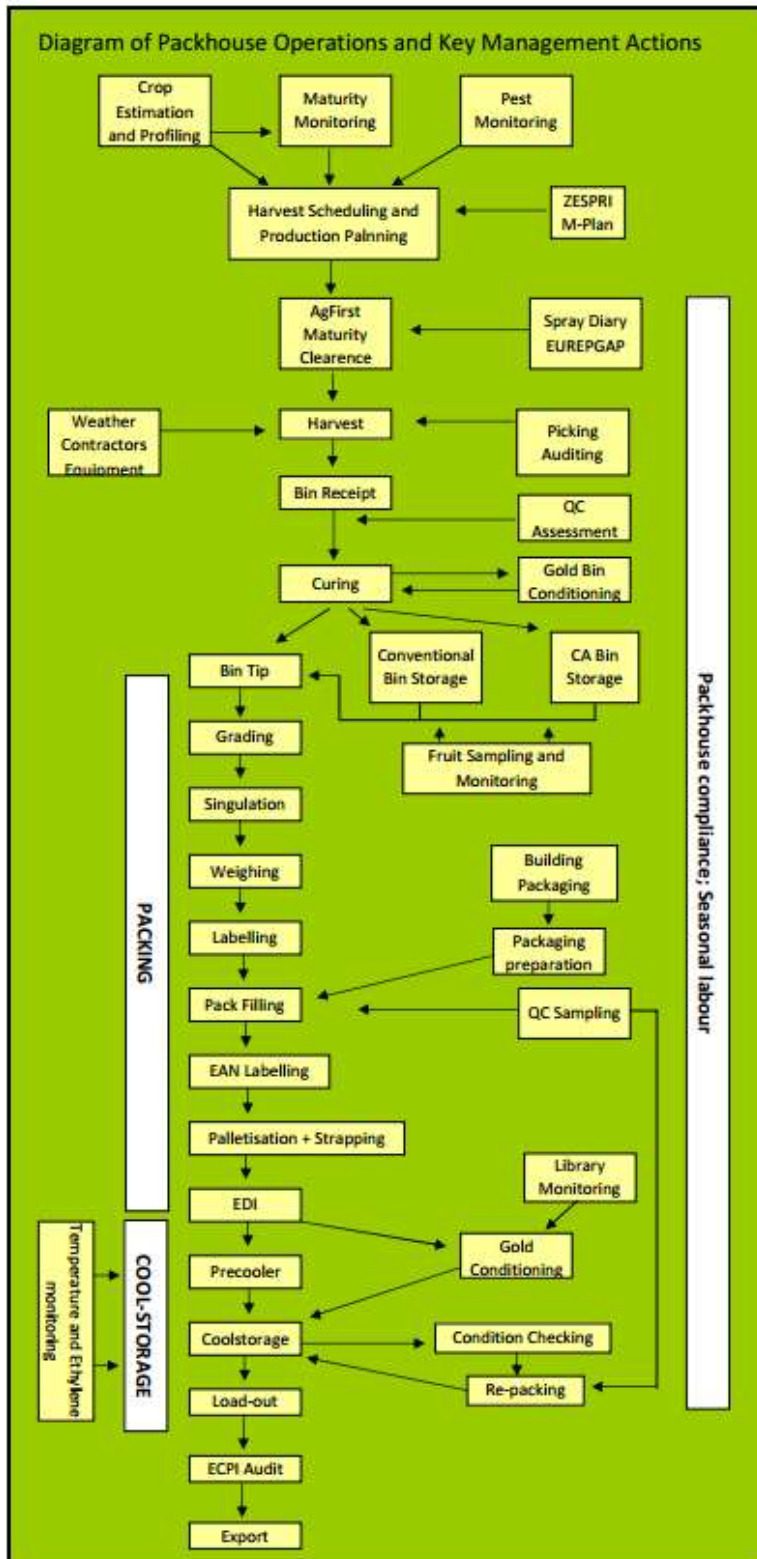 Diagram of Packhouse Operations and Key Management Actions
Crop
Estimation
and Profiling
Maturity
Monitoring
Pest
Monitoring
Harvest Scheduling and
Production Palnning
ZESPRI
M-Plan
AgFirst
Maturity
Clearence
Spray Diary
EUREPGAP
Weather
Contractors
Equipment
Harvest
Picking
Auditing
Bin Receipt
QC
Assessment
Curing
Gold Bin
Conditioning
Bin Tip
Conventional
Bin Storage
CA Bin
Storage
Grading
Fruit Sampling and
Monitoring
Singulation
Weighing
Building
Packaging
Labelling
Packaging
preparation
Pack Filling
QC Sampling
EAN Labelling
Palletisation + Strapping
Library
Monitoring
EDI
Gold
Conditioning
Precooler
Coolstorage
Condition Checking
Re-packing
Load-out
ECPI Audit
Export
PACKING
COOL-STORAGE
Temperature and Ethylene
monitoring
Packhouse compliance; Seasonal labour